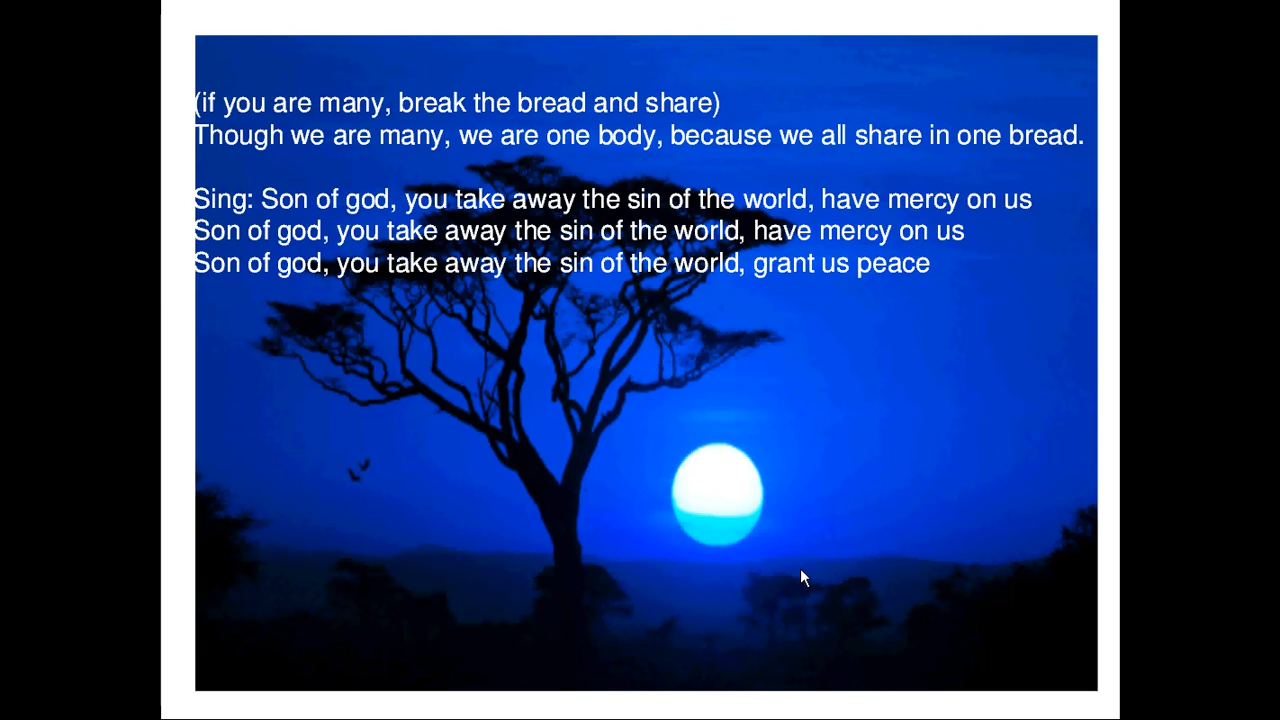 (if you are many, break the bread and share)
Though we are many, we are one body, because we all share in one bread.
Sing: Son of god, you take away the sin of the world, have mercy on us
Son of god, you take away the sin of the world, have mercy on us
Son of god, you take away the sin of the world, grant us peace